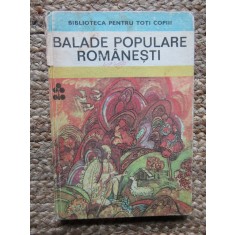 BIBLIOTECA PENTRU TOȚI COPIII
BALADE POPULARE
ROMÂNEȘTI